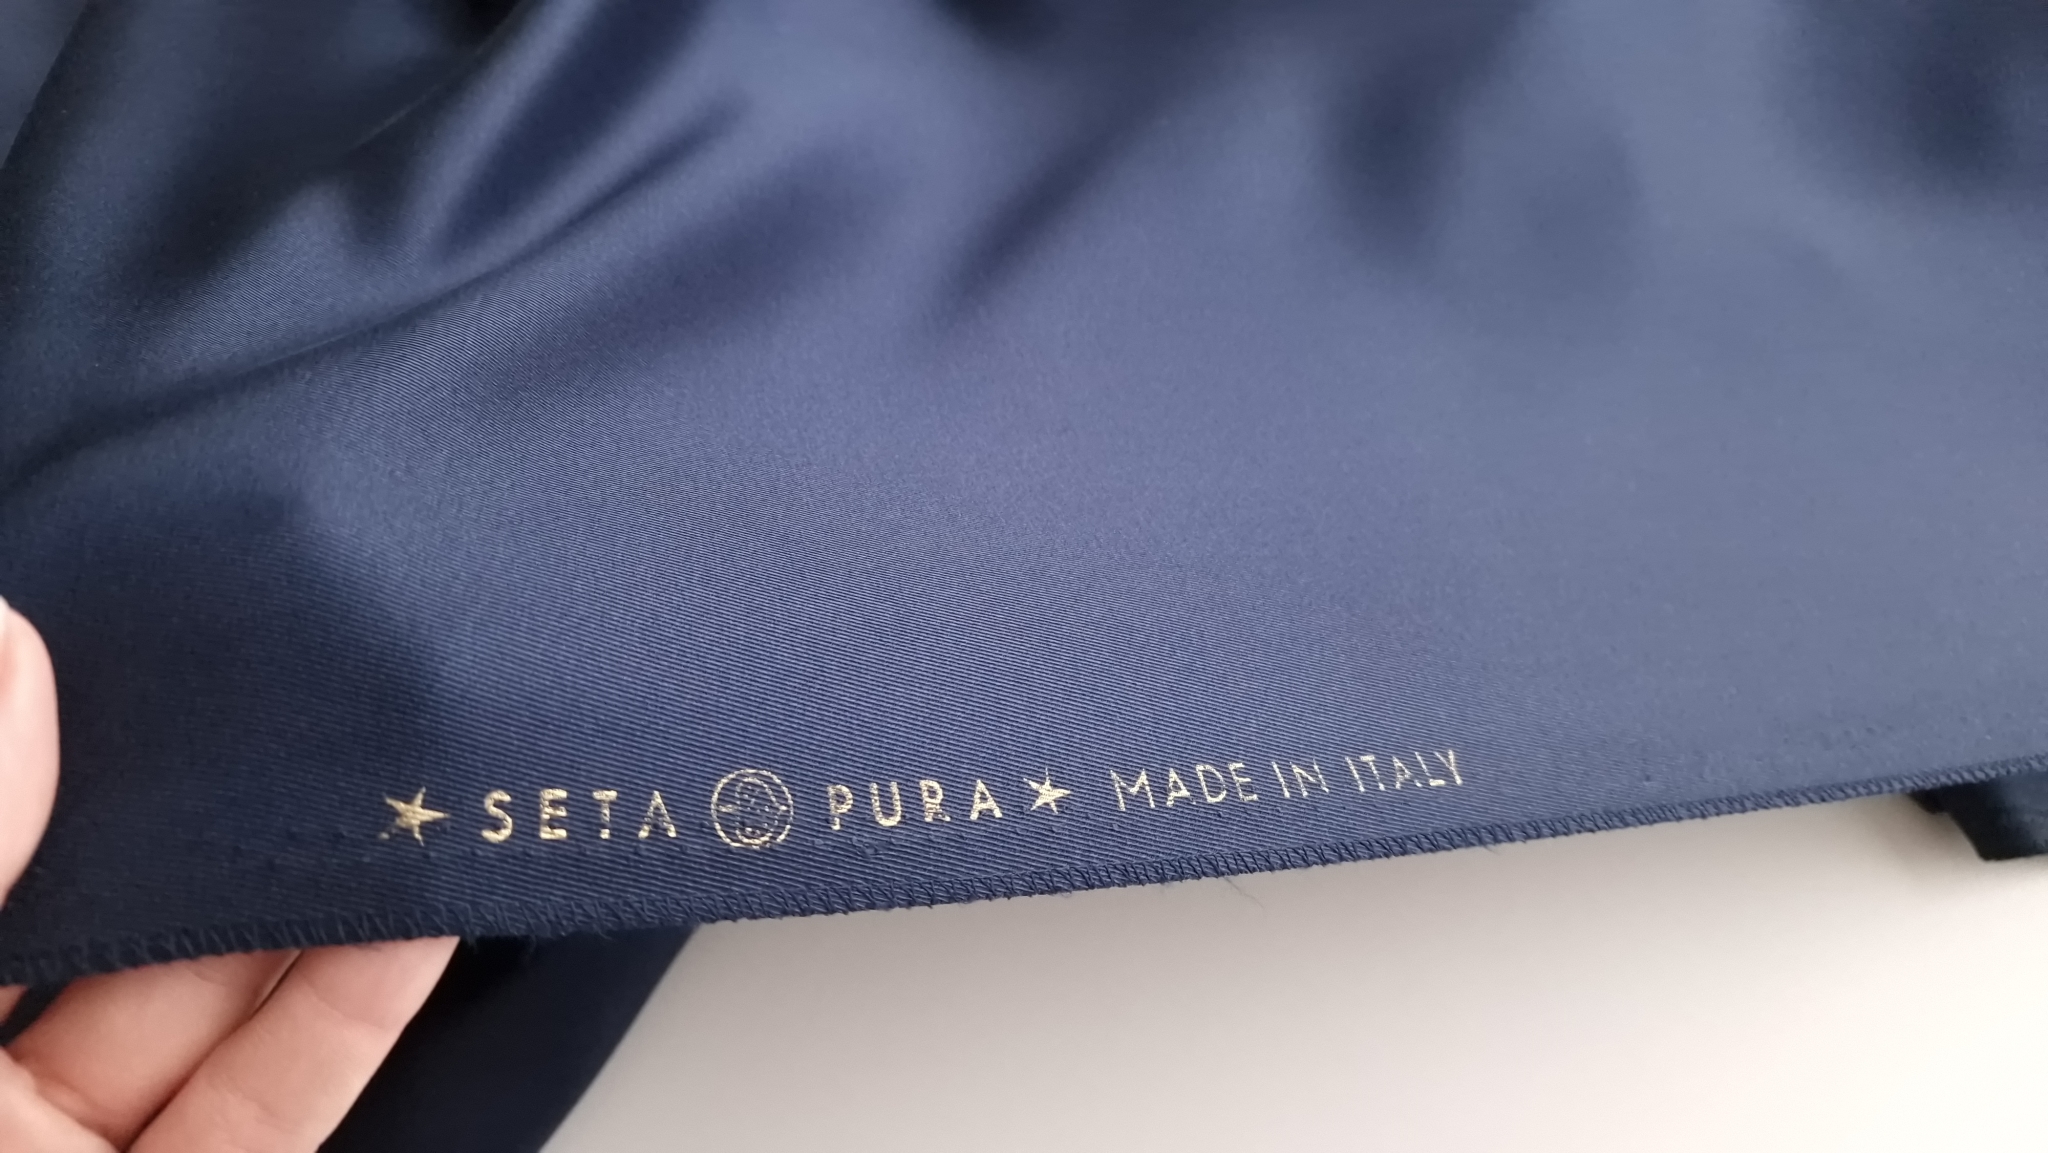 ★ SETA PURA ★ MADE IN ITALY